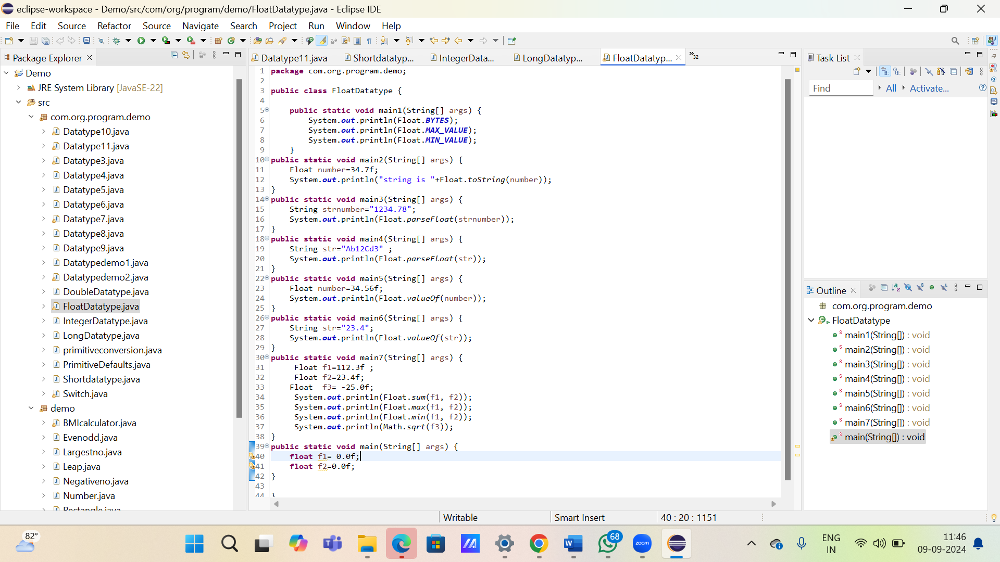 eclipse-workspace - Demo/src/com/org/program/demo/FloatDatatype.java - Eclipse IDE
File Edit Source Refactor Source Navigate Search Project Run Window Help
Package Explorer
Demo
JRE System Library [JavaSE-22]
src
com.org.program.demo
Datatype10.java
Datatype11.java
Datatype3.java
Datatype4.java
Datatype5.java
Datatype6.java
Datatype7.java
Datatype8.java
Datatype9.java
Datatypedemo1.java
Datatypedemo2.java
DoubleDatatype.java
FloatDatatype.java
IntegerDatatype.java
LongDatatype.java
primitiveconversion.java
PrimitiveDefaults.java
Shortdatatype.java
Switch.java
demo
BMIcalculator.java
Evenodd.java
Largestno.java
Leap.java
Negativeno.java
Number.java
Rectangle.java
Datatype11.java Shortdatatyp... IntegerData... LongDatatyp... FloatDatatyp... »32
1 package com.org.program.demo;
2
3 public class FloatDatatype {
4
5 public static void main1(String[] args) {
6 System.out.println(Float.BYTES);
7 System.out.println(Float.MAX_VALUE);
8 System.out.println(Float.MIN_VALUE);
9 }
10 public static void main2(String[] args) {
11 Float number=34.7f;
12 System.out.println("string is "+Float.toString(number));
13 }
14 public static void main3(String[] args) {
15 String strnumber="1234.78";
16 System.out.println(Float.parseFloat(strnumber));
17 }
18 public static void main4(String[] args) {
19 String str="Ab12Cd3" ;
20 System.out.println(Float.parseFloat(str));
21 }
22 public static void main5(String[] args) {
23 Float number=34.56f;
24 System.out.println(Float.valueOf(number));
25 }
26 public static void main6(String[] args) {
27 String str="23.4";
28 System.out.println(Float.valueOf(str));
29 }
30 public static void main7(String[] args) {
31 Float f1=112.3f ;
32 Float f2=23.4f;
33 Float f3= -25.0f;
34 System.out.println(Float.sum(f1, f2));
35 System.out.println(Float.max(f1, f2));
36 System.out.println(Float.min(f1, f2));
37 System.out.println(Math.sqrt(f3));
38 }
39 public static void main(String[] args) {
40 float f1= 0.0f;
41 float f2=0.0f;
42 }
43
44 }
Task List
Find All Activate...
Outline
com.org.program.demo
FloatDatatype
main1(String[]) : void
main2(String[]) : void
main3(String[]) : void
main4(String[]) : void
main5(String[]) : void
main6(String[]) : void
main7(String[]) : void
main(String[]) : void
Writable Smart Insert 40 : 20 : 1151
82°
W
68
zoom
ENG
IN
11:46
09-09-2024